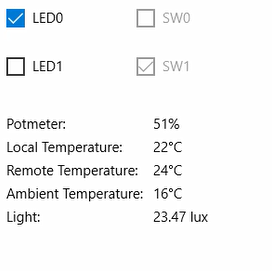 LED0 SW0
LED1 SW1
Potmeter: 51%
Local Temperature: 22°C
Remote Temperature: 24°C
Ambient Temperature: 16°C
Light: 23.47 lux